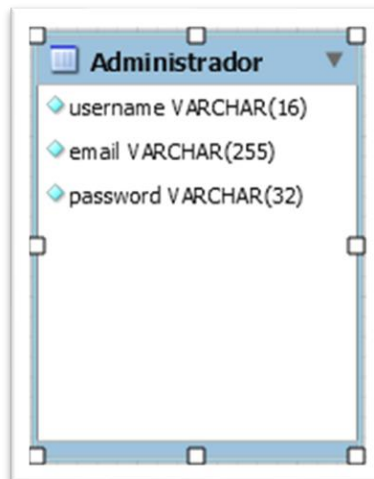 Administrador
username VARCHAR(16)
email VARCHAR(255)
password VARCHAR(32)